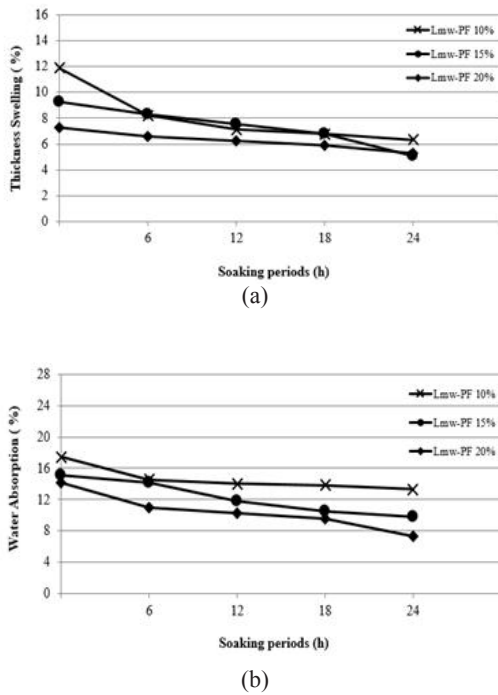 Thickness Swelling ( %)
16
14
12
10
8
6
4
2
0
Lmw-PF 10%
Lmw-PF 15%
Lmw-PF 20%
6 12 18 24
Soaking periods (h)
(a)
Water Absorption ( %)
28
24
20
16
12
8
4
0
Lmw-PF 10%
Lmw-PF 15%
Lmw-PF 20%
6 12 18 24
Soaking periods (h)
(b)